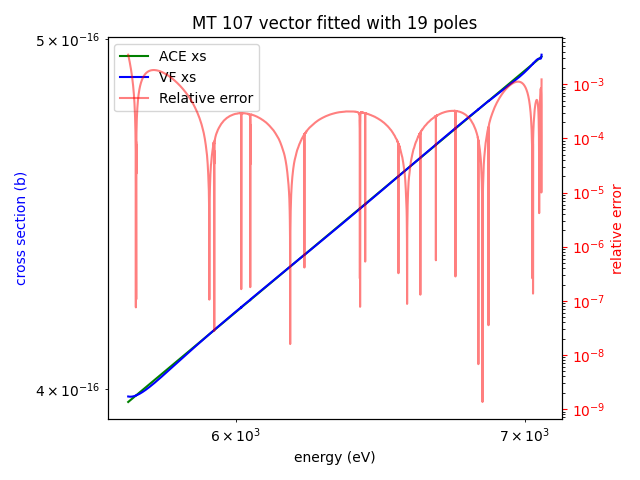 MT 107 vector fitted with 19 poles
5 × 10⁻¹⁶
4 × 10⁻¹⁶
cross section (b)
ACE xs
VF xs
Relative error
10⁻³
10⁻⁴
10⁻⁵
10⁻⁶
10⁻⁷
10⁻⁸
10⁻⁹
relative error
6 × 10³
7 × 10³
energy (eV)